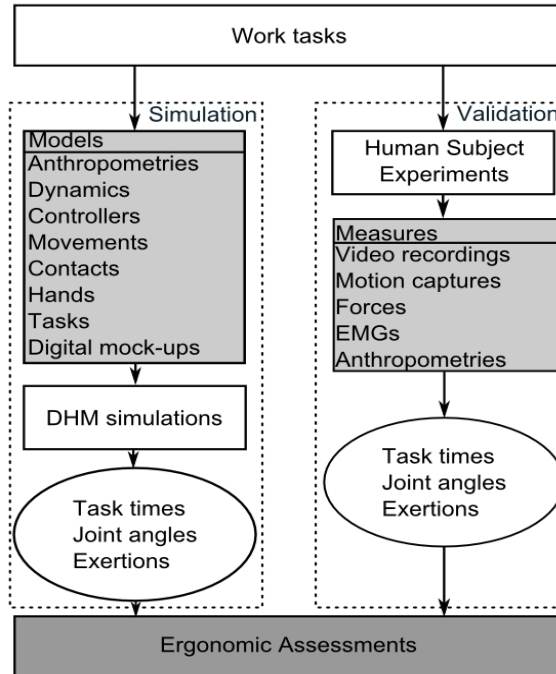 Work tasks
Simulation
Models
Anthropometries
Dynamics
Controllers
Movements
Contacts
Hands
Tasks
Digital mock-ups
DHM simulations
Task times
Joint angles
Exertions
Validation
Human Subject
Experiments
Measures
Video recordings
Motion captures
Forces
EMGs
Anthropometries
Task times
Joint angles
Exertions
Ergonomic Assessments